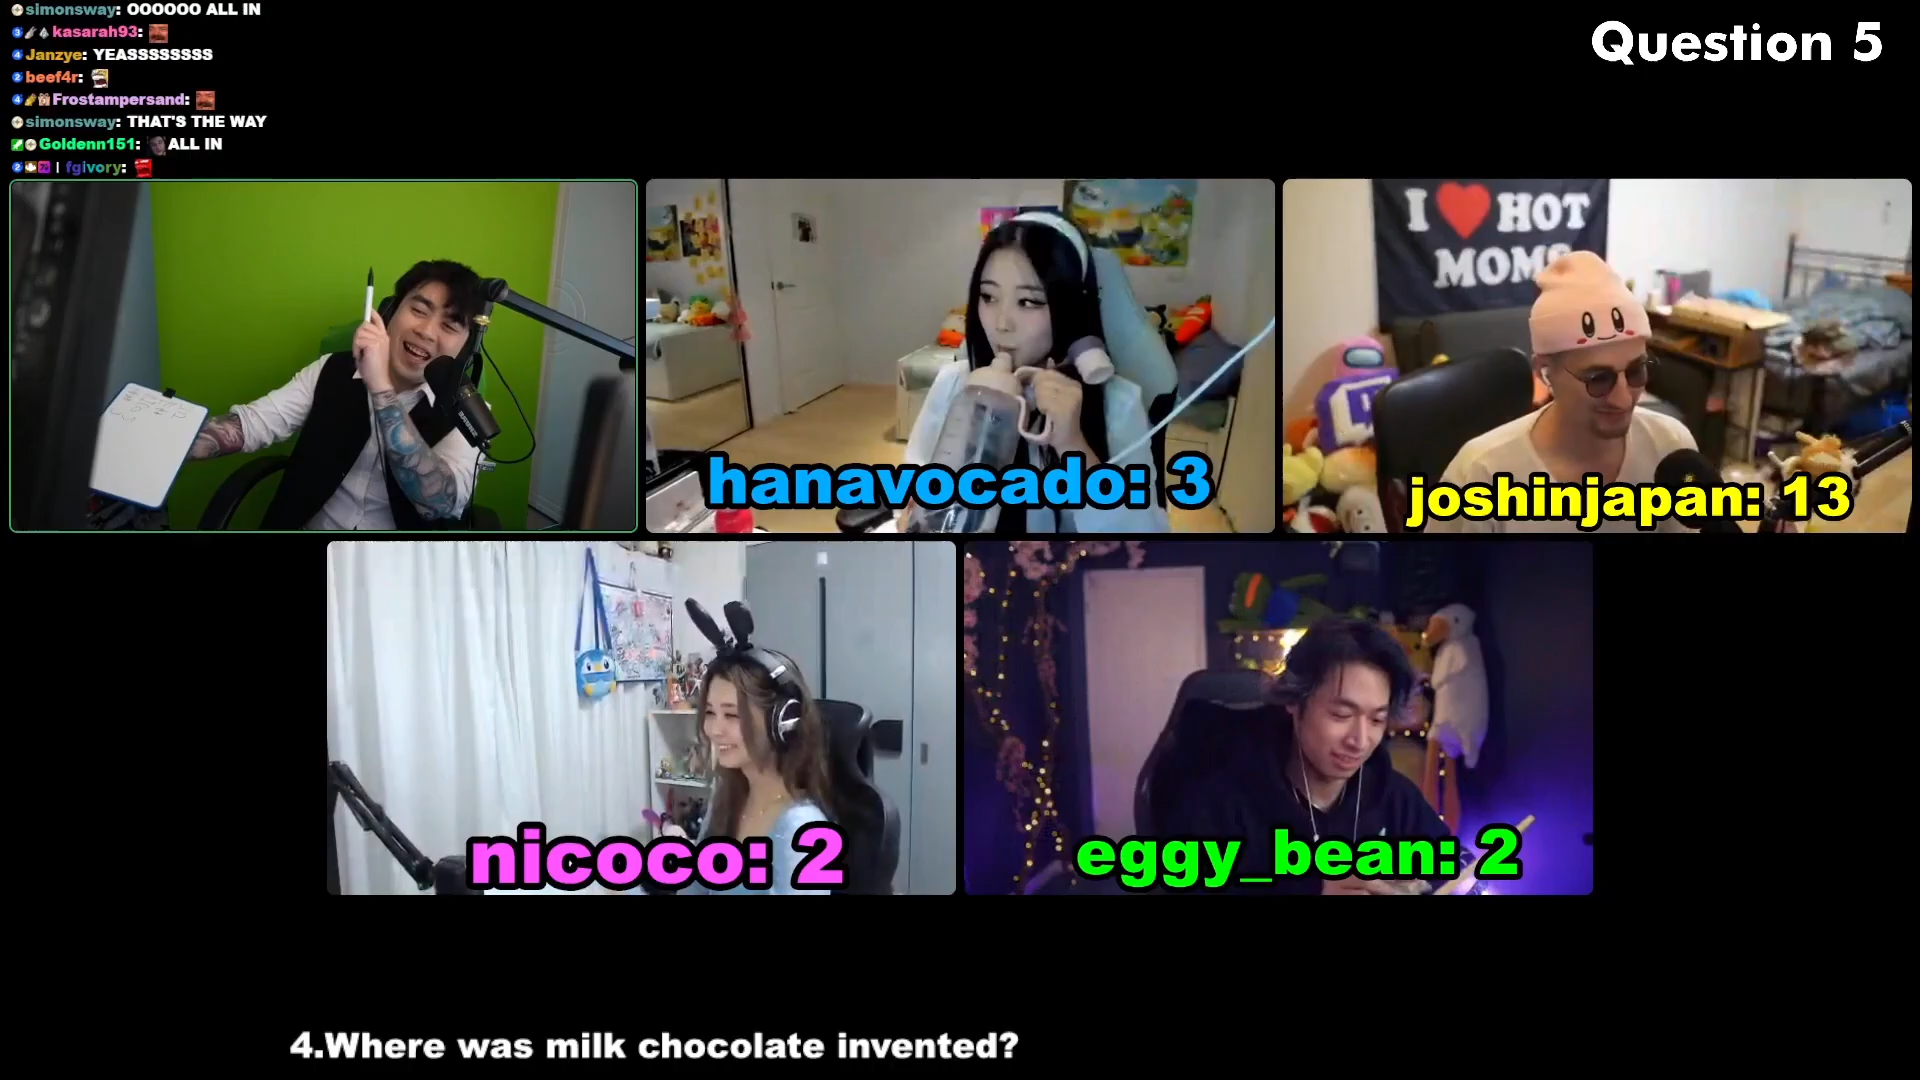 simonsway: OOOOOO ALL IN
kasarah93:
Janzye: YEASSSSSSSS
beef4r:
Frostampersand:
simonsway: THAT'S THE WAY
Goldenn151: ALL IN
| fgivory:
Question 5
I HOT
MOMS
hanavocado: 3
joshinjapan: 13
nicoco: 2
eggy_bean: 2
4.Where was milk chocolate invented?